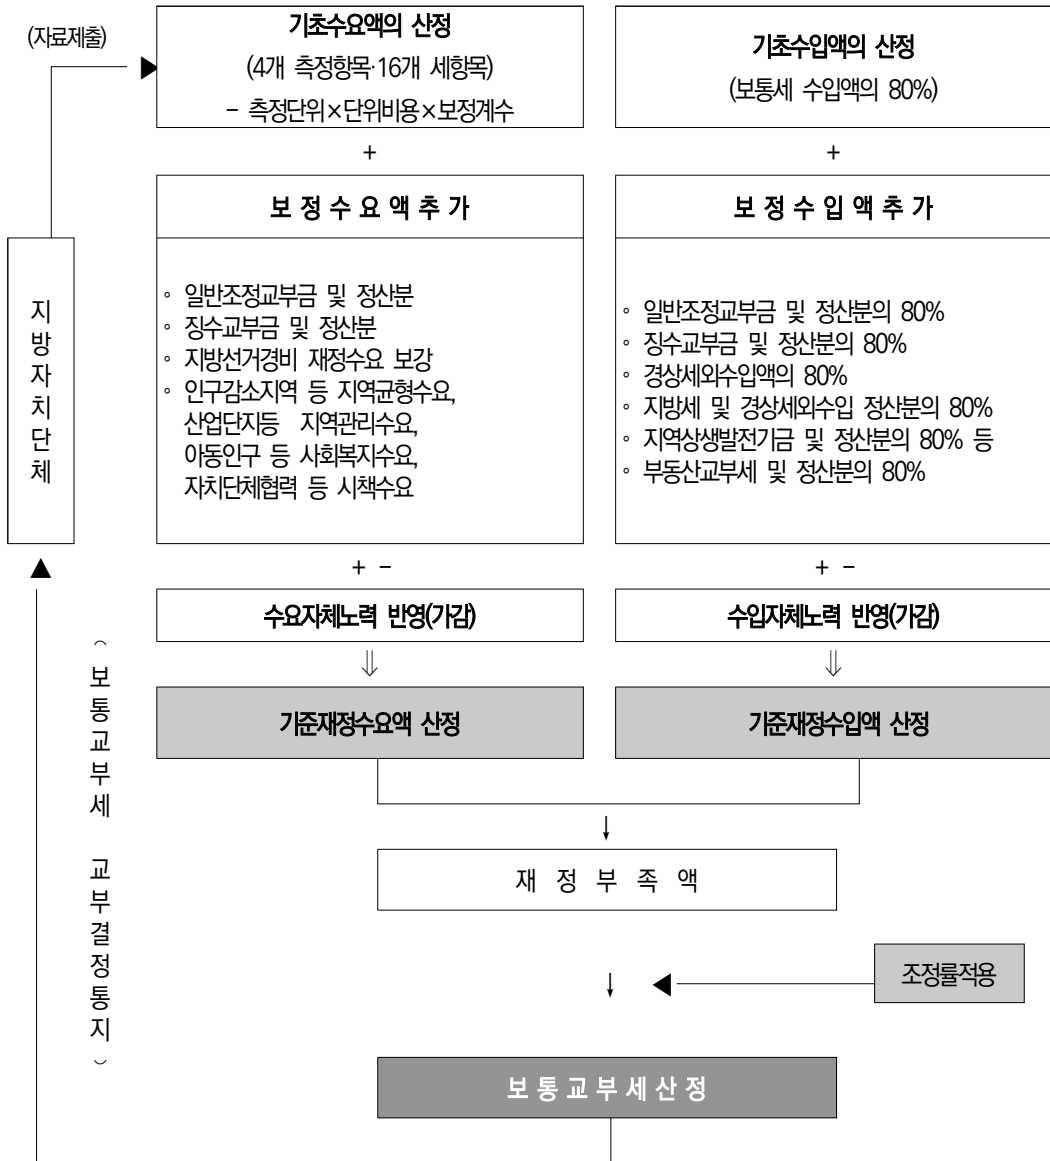 (자료제출)
기초수요액의 산정
(4개 측정항목·16개 세항목)
- 측정단위×단위비용×보정계수
기초수입액의 산정
(보통세 수입액의 80%)
+
+
보 정 수 요 액 추 가
보 정 수 입 액 추 가
지방자치단체
◦ 일반조정교부금 및 정산분
◦ 징수교부금 및 정산분
◦ 지방선거경비 재정수요 보강
◦ 인구감소지역 등 지역균형수요,
산업단지등 지역관리수요,
아동인구 등 사회복지수요,
자치단체협력 등 시책수요
◦ 일반조정교부금 및 정산분의 80%
◦ 징수교부금 및 정산분의 80%
◦ 경상세외수입액의 80%
◦ 지방세 및 경상세외수입 정산분의 80%
◦ 지역상생발전기금 및 정산분의 80% 등
◦ 부동산교부세 및 정산분의 80%
+ -
+ -
수요자체노력 반영(가감)
수입자체노력 반영(가감)
(보통교부세 교부결정통지)
기준재정수요액 산정
기준재정수입액 산정
재 정 부 족 액
조정률적용
보 통 교 부 세 산 정